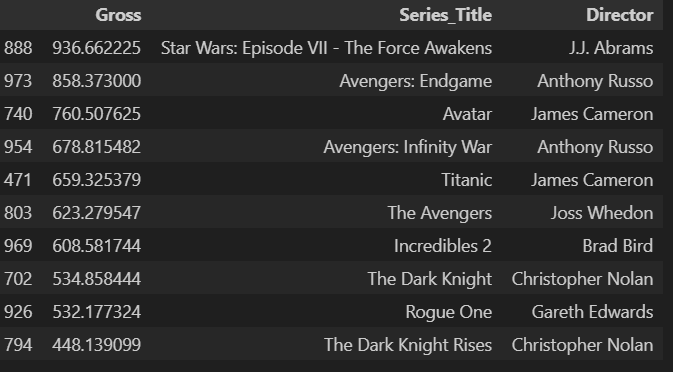 Gross Series_Title Director
888 936.662225 Star Wars: Episode VII - The Force Awakens J.J. Abrams
973 858.373000 Avengers: Endgame Anthony Russo
740 760.507625 Avatar James Cameron
954 678.815482 Avengers: Infinity War Anthony Russo
471 659.325379 Titanic James Cameron
803 623.279547 The Avengers Joss Whedon
969 608.581744 Incredibles 2 Brad Bird
702 534.858444 The Dark Knight Christopher Nolan
926 532.177324 Rogue One Gareth Edwards
794 448.139099 The Dark Knight Rises Christopher Nolan